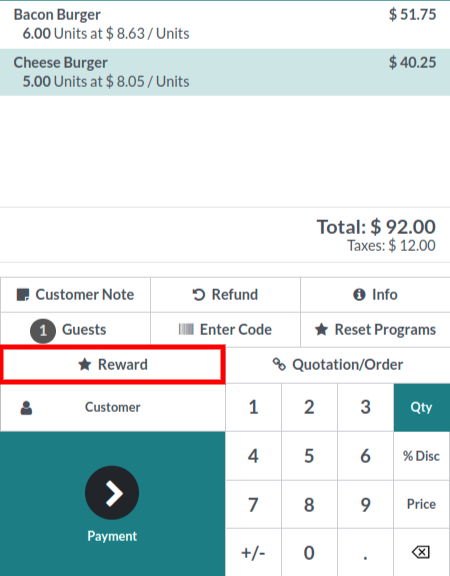 Bacon Burger $ 51.75
6.00 Units at $ 8.63 / Units
Cheese Burger $ 40.25
5.00 Units at $ 8.05 / Units
Total: $ 92.00
Taxes: $ 12.00
Customer Note Refund Info
1 Guests Enter Code Reset Programs
Reward Quotation/Order
Customer 1 2 3 Qty
4 5 6 % Disc
7 8 9 Price
Payment
+/- 0 .